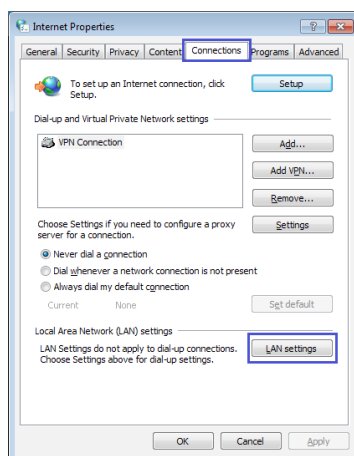 Internet Properties
General Security Privacy Content Connections Programs Advanced
To set up an Internet connection, click
Setup.
Setup
Dial-up and Virtual Private Network settings
VPN Connection
Add...
Add VPN...
Remove...
Choose Settings if you need to configure a proxy
server for a connection.
Settings
Never dial a connection
Dial whenever a network connection is not present
Always dial my default connection
Current None
Set default
Local Area Network (LAN) settings
LAN Settings do not apply to dial-up connections.
Choose Settings above for dial-up settings.
LAN settings
OK Cancel Apply